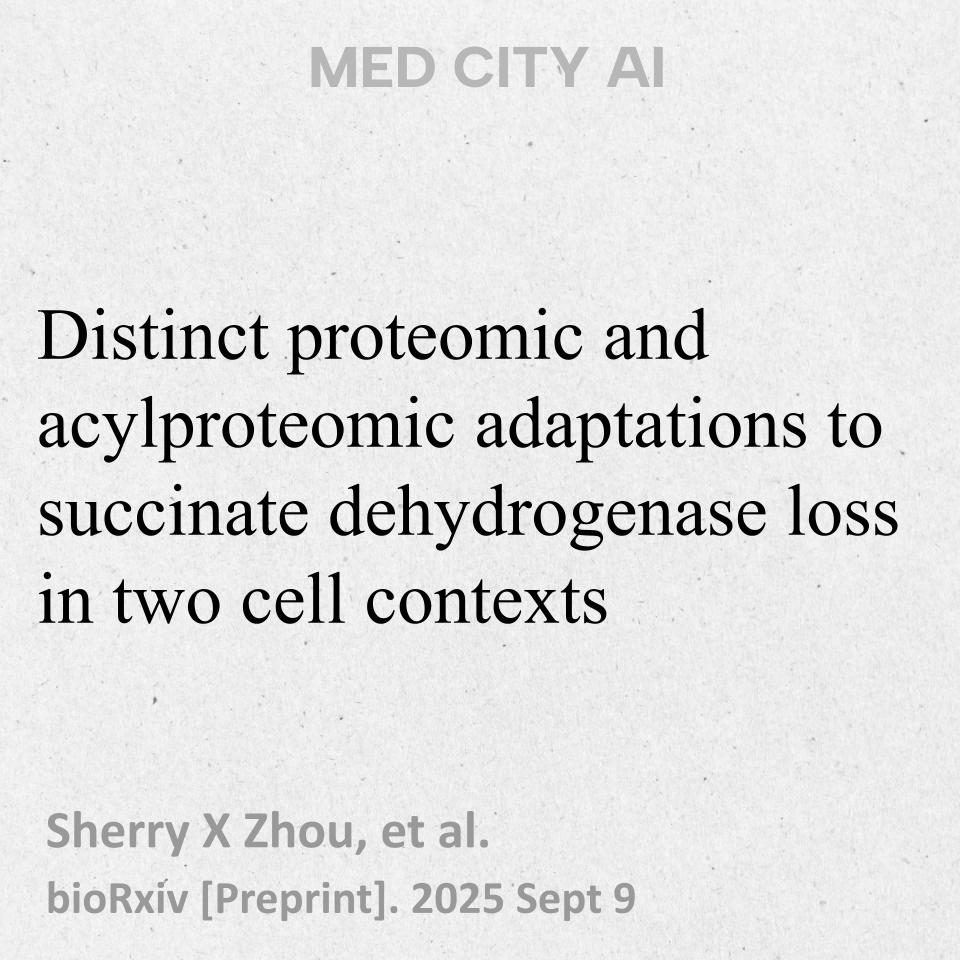 MED CITY AI
Distinct proteomic and
acylproteomic adaptations to
succinate dehydrogenase loss
in two cell contexts
Sherry X Zhou, et al.
bioRxiv [Preprint]. 2025 Sept 9